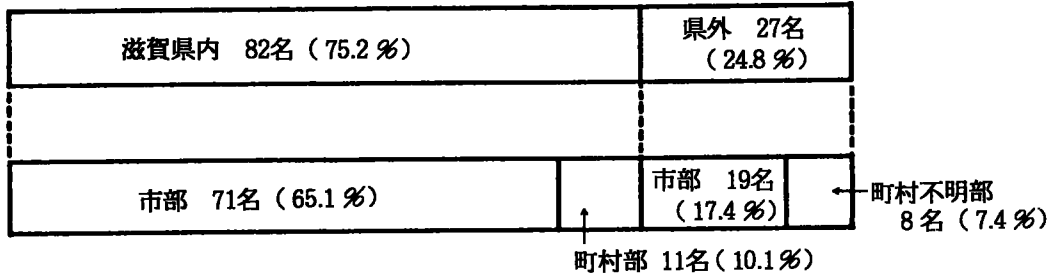 滋賀県内 82名(75.2%)
県外 27名
(24.8%)
市部 71名(65.1%)
市部 19名
(17.4%)
町村不明部
8名(7.4%)
町村部 11名(10.1%)